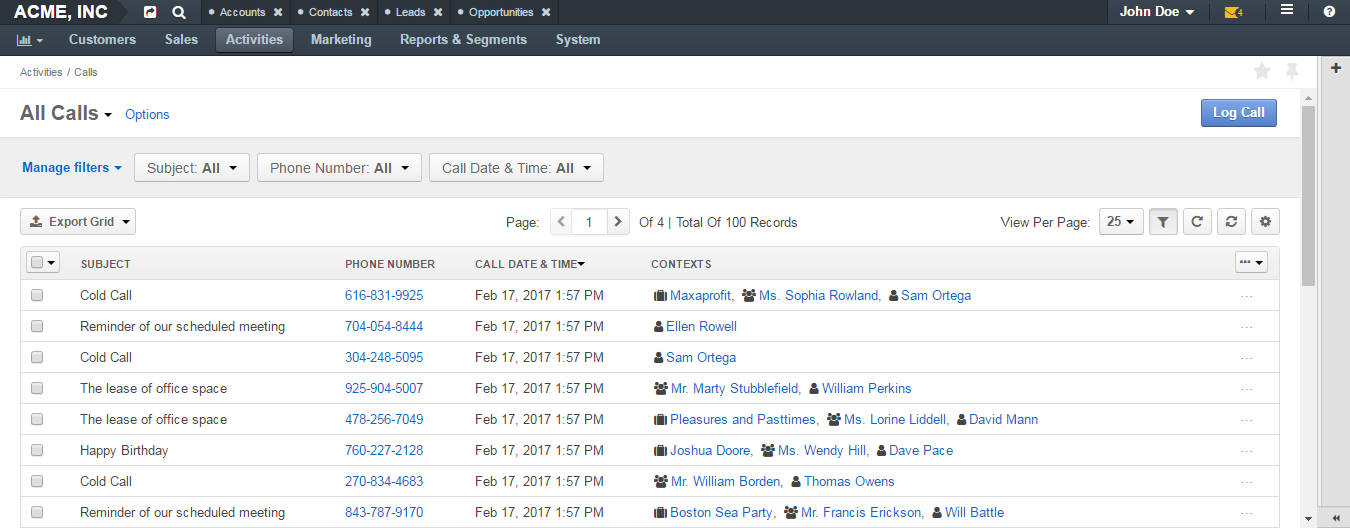 ACME, INC Accounts Contacts Leads Opportunities John Doe 4
Customers Sales Activities Marketing Reports & Segments System
Activities / Calls
All Calls Options Log Call
Manage filters Subject: All Phone Number: All Call Date & Time: All
Export Grid Page: 1 Of 4 | Total Of 100 Records View Per Page: 25
SUBJECT PHONE NUMBER CALL DATE & TIME CONTEXTS
Cold Call 616-831-9925 Feb 17, 2017 1:57 PM Maxaprofit, Ms. Sophia Rowland, Sam Ortega ...
Reminder of our scheduled meeting 704-054-8444 Feb 17, 2017 1:57 PM Ellen Rowell ...
Cold Call 304-248-5095 Feb 17, 2017 1:57 PM Sam Ortega ...
The lease of office space 925-904-5007 Feb 17, 2017 1:57 PM Mr. Marty Stubblefield, William Perkins ...
The lease of office space 478-256-7049 Feb 17, 2017 1:57 PM Pleasures and Pasttimes, Ms. Lorine Liddell, David Mann ...
Happy Birthday 760-227-2128 Feb 17, 2017 1:57 PM Joshua Doore, Ms. Wendy Hill, Dave Pace ...
Cold Call 270-834-4683 Feb 17, 2017 1:57 PM Mr. William Borden, Thomas Owens ...
Reminder of our scheduled meeting 843-787-9170 Feb 17, 2017 1:57 PM Boston Sea Party, Mr. Francis Erickson, Will Battle ...